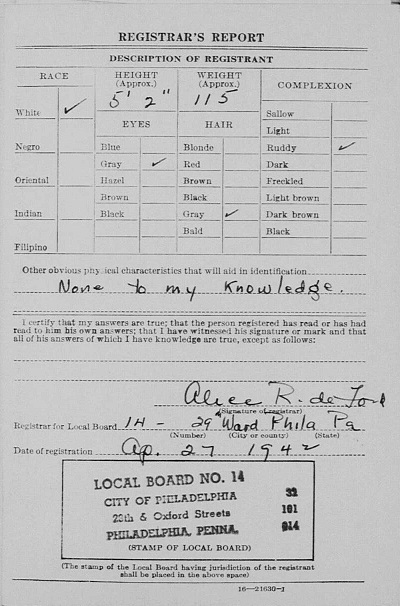 REGISTRAR'S REPORT
DESCRIPTION OF REGISTRANT
RACE HEIGHT (Approx.) WEIGHT (Approx.) COMPLEXION
5' 2" 115
White ✓
EYES HAIR
Sallow
Light
Negro Blue Blonde Ruddy ✓
Gray ✓ Red Dark
Oriental Hazel Brown Freckled
Brown Black Light brown
Indian Black Gray ✓ Dark brown
Bald Black
Filipino
Other obvious physical characteristics that will aid in identification
None to my Knowledge.
I certify that my answers are true; that the person registered has read or has had
read to him his own answers; that I have witnessed his signature or mark and that
all of his answers of which I have knowledge are true, except as follows:
Alice R. de Ford
(Signature of registrar)
Registrar for Local Board 14 - 29" Ward Phila Pa
(Number) (City or county) (State)
Date of registration Ap. 27 1942
LOCAL BOARD NO. 14
CITY OF PHILADELPHIA 32
29th & Oxford Streets 101
PHILADELPHIA, PENNA. 014
(STAMP OF LOCAL BOARD)
(The stamp of the Local Board having jurisdiction of the registrant
shall be placed in the above space)
16—21630-1